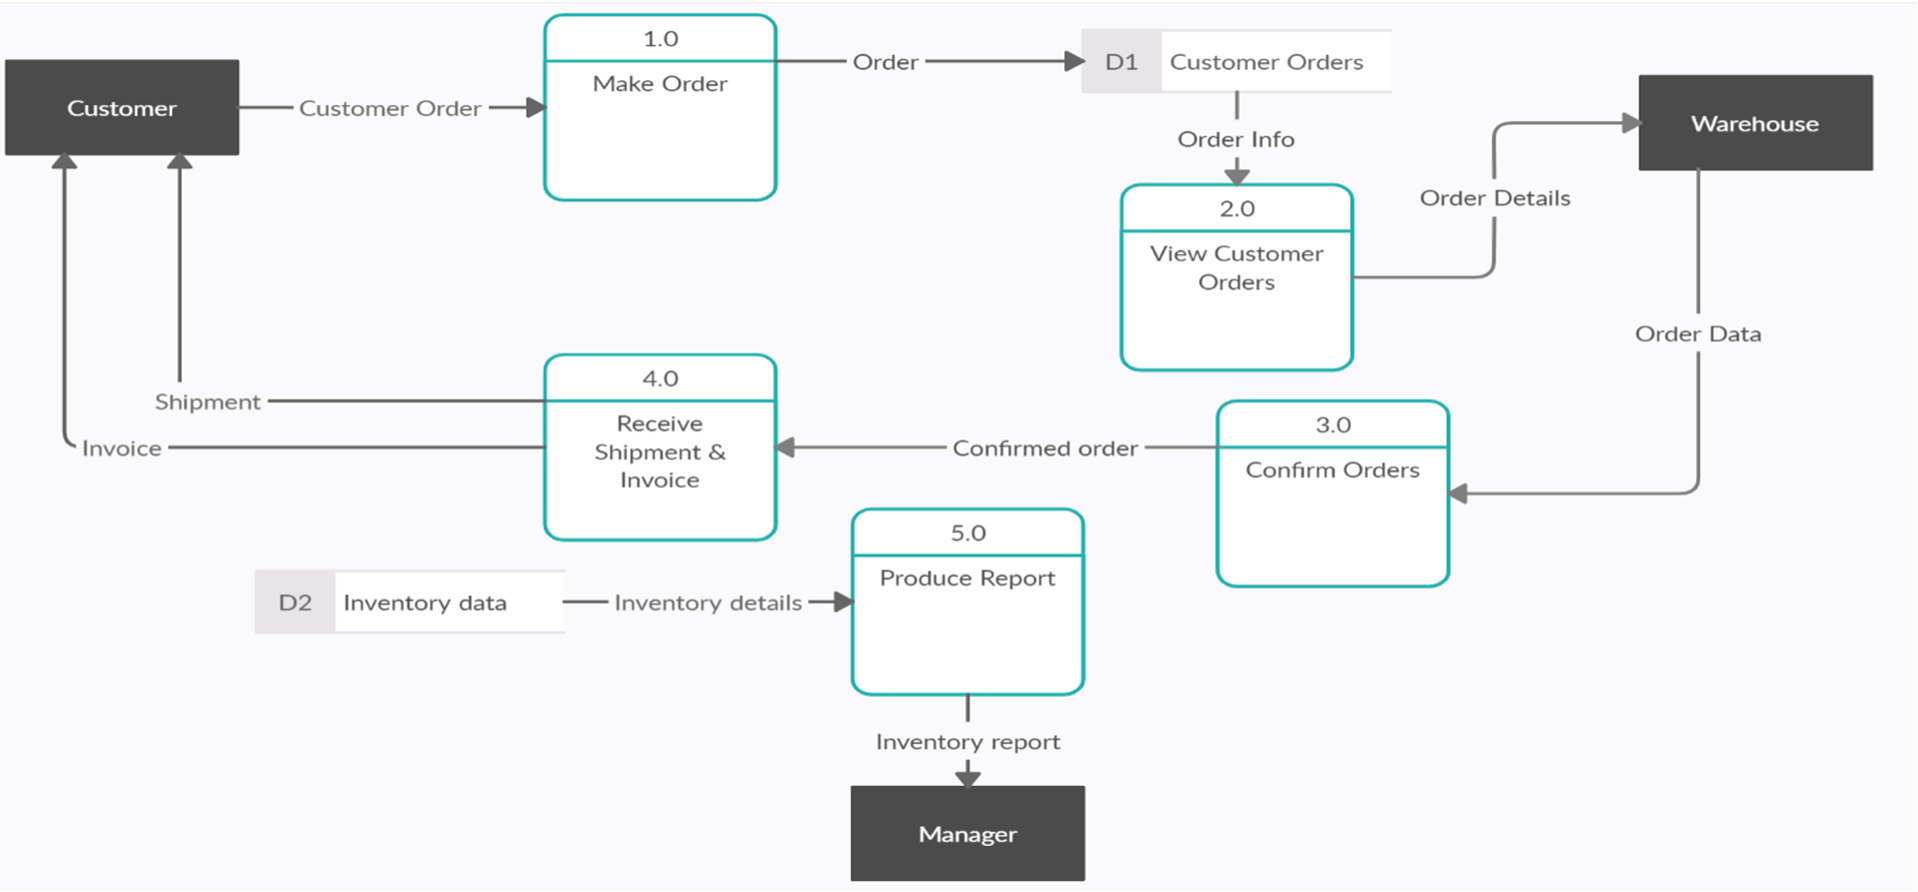 1.0
Make Order
Order
D1
Customer Orders
Customer
Customer Order
Warehouse
Order Info
2.0
View Customer
Orders
Order Details
Order Data
4.0
Receive
Shipment &
Invoice
Shipment
Invoice
Confirmed order
3.0
Confirm Orders
5.0
Produce Report
D2
Inventory data
Inventory details
Inventory report
Manager